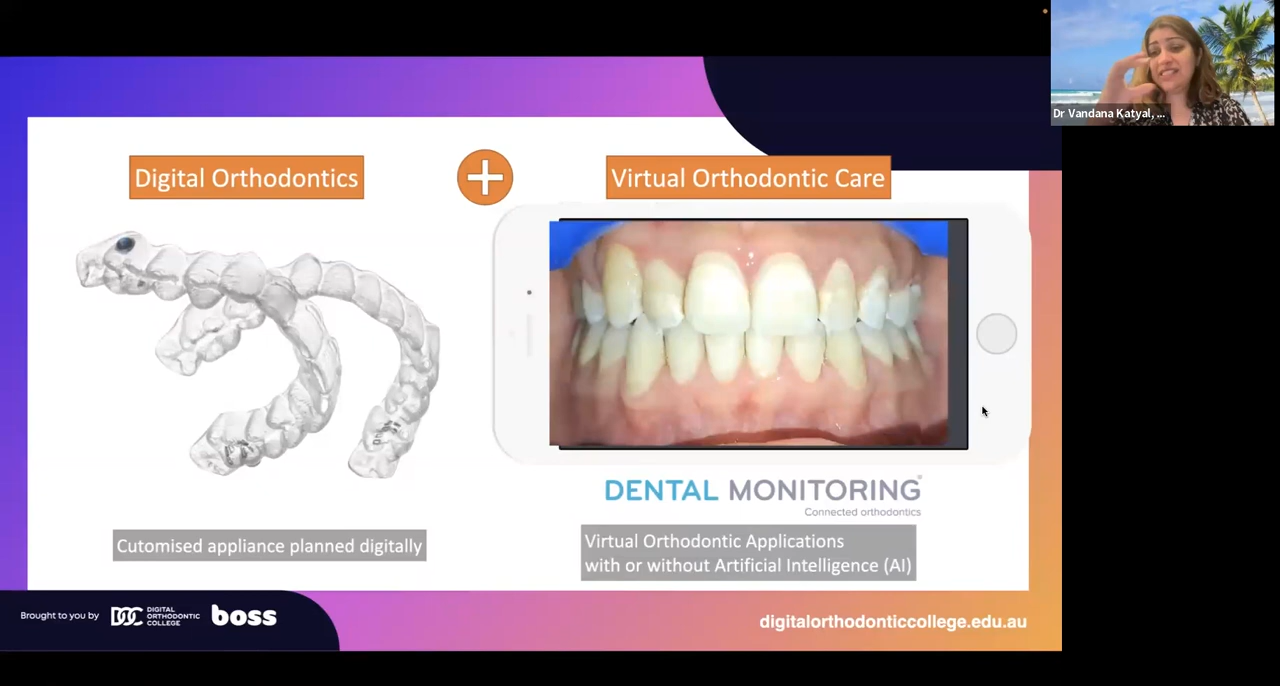 Dr Vandana Katyal, ...
Digital Orthodontics
Virtual Orthodontic Care
DENTAL MONITORING
Connected orthodontics
Cutomised appliance planned digitally
Virtual Orthodontic Applications
with or without Artificial Intelligence (AI)
Brought to you by
DOC
DIGITAL
ORTHODONTIC
COLLEGE
boss
digitalorthodonticcollege.edu.au